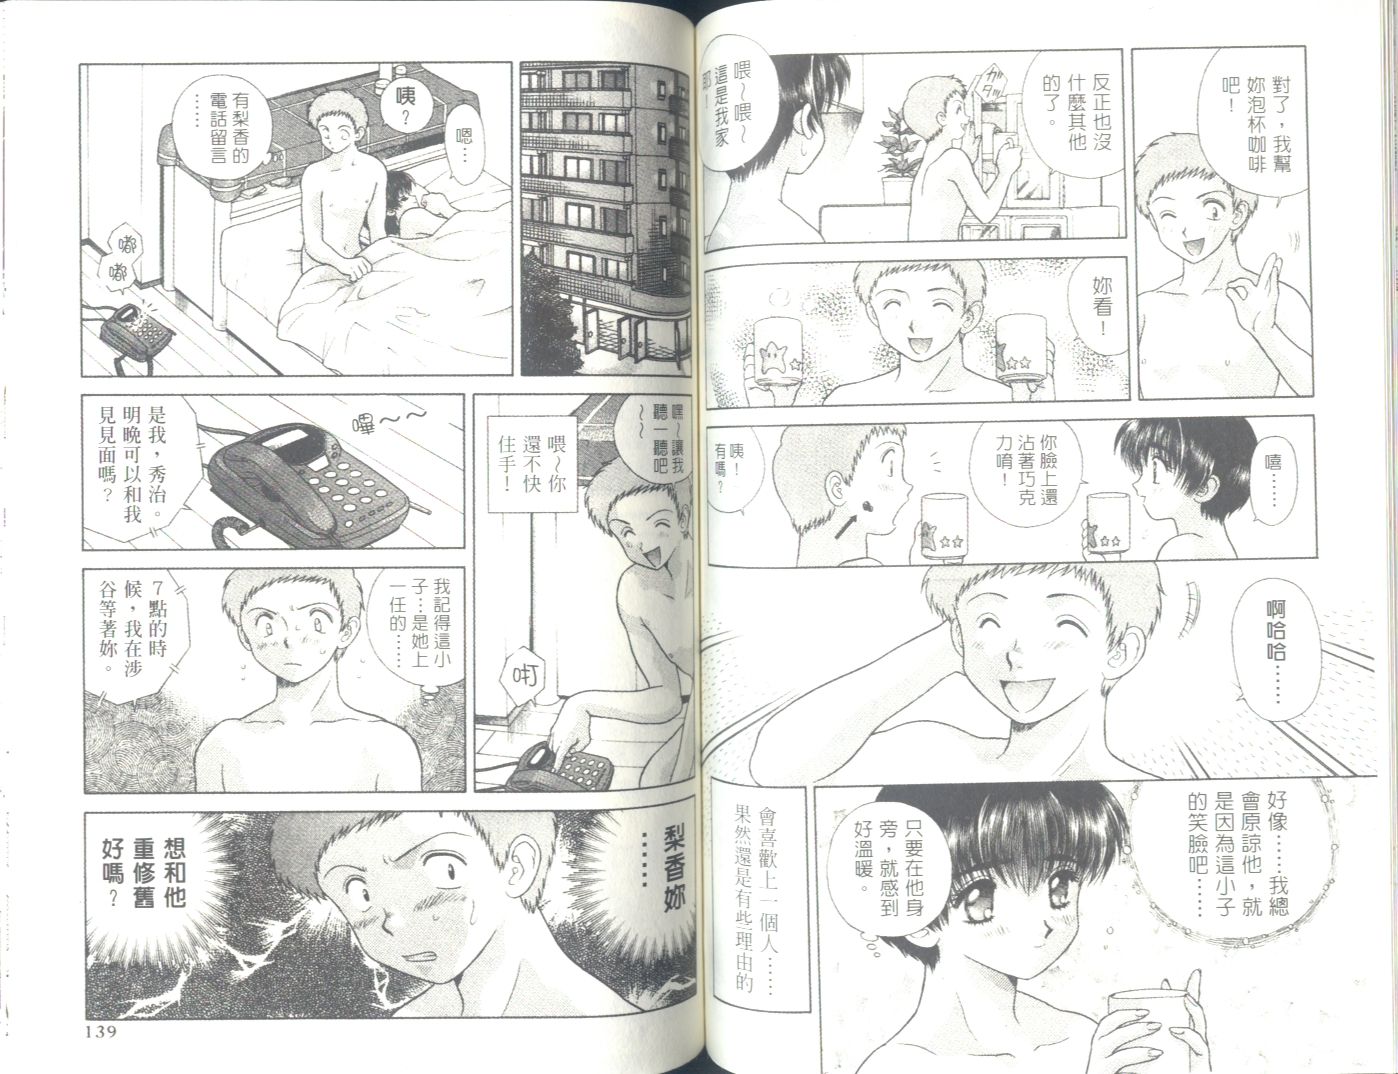 對了，我幫
妳泡杯咖啡
吧！
反正也沒
什麼其他
的了。
ガタッ
喂～喂～
這是我家
耶！
妳看！
嘻……
你臉上還
沾著巧克
力唷！
咦！
有嗎？
啊哈哈……
好像……我總
會原諒他，就
是因為這小子
的笑臉吧……
只要在他身
旁，就感到
好溫暖。
會喜歡上一個人……
果然還是有些理由的
嗯…
咦？
有梨香的
電話留言
……
嘟
嘟
嘿～讓我
聽一聽吧
～～
喂～你
還不快
住手！
叮
嗶～～
是我，秀治。
明晚可以和我
見見面嗎？
我記得這小
子…是她上
一任的……
7點的時
候，我在涉
谷等著妳。
梨香妳
……
想和他
重修舊
好嗎？
139